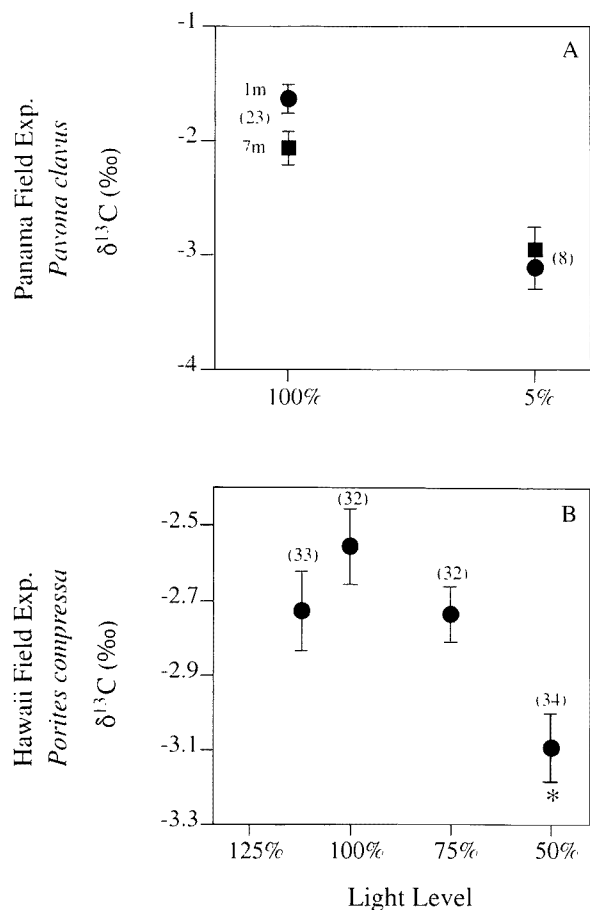 Panama Field Exp.
Pavona clavus
δ¹³C (‰)
-1
-2
-3
-4
A
1m
(23)
7m
(8)
100%
5%
Hawaii Field Exp.
Porites compressa
δ¹³C (‰)
-2.5
-2.7
-2.9
-3.1
-3.3
B
(33)
(32)
(32)
(34)
*
125%
100%
75%
50%
Light Level